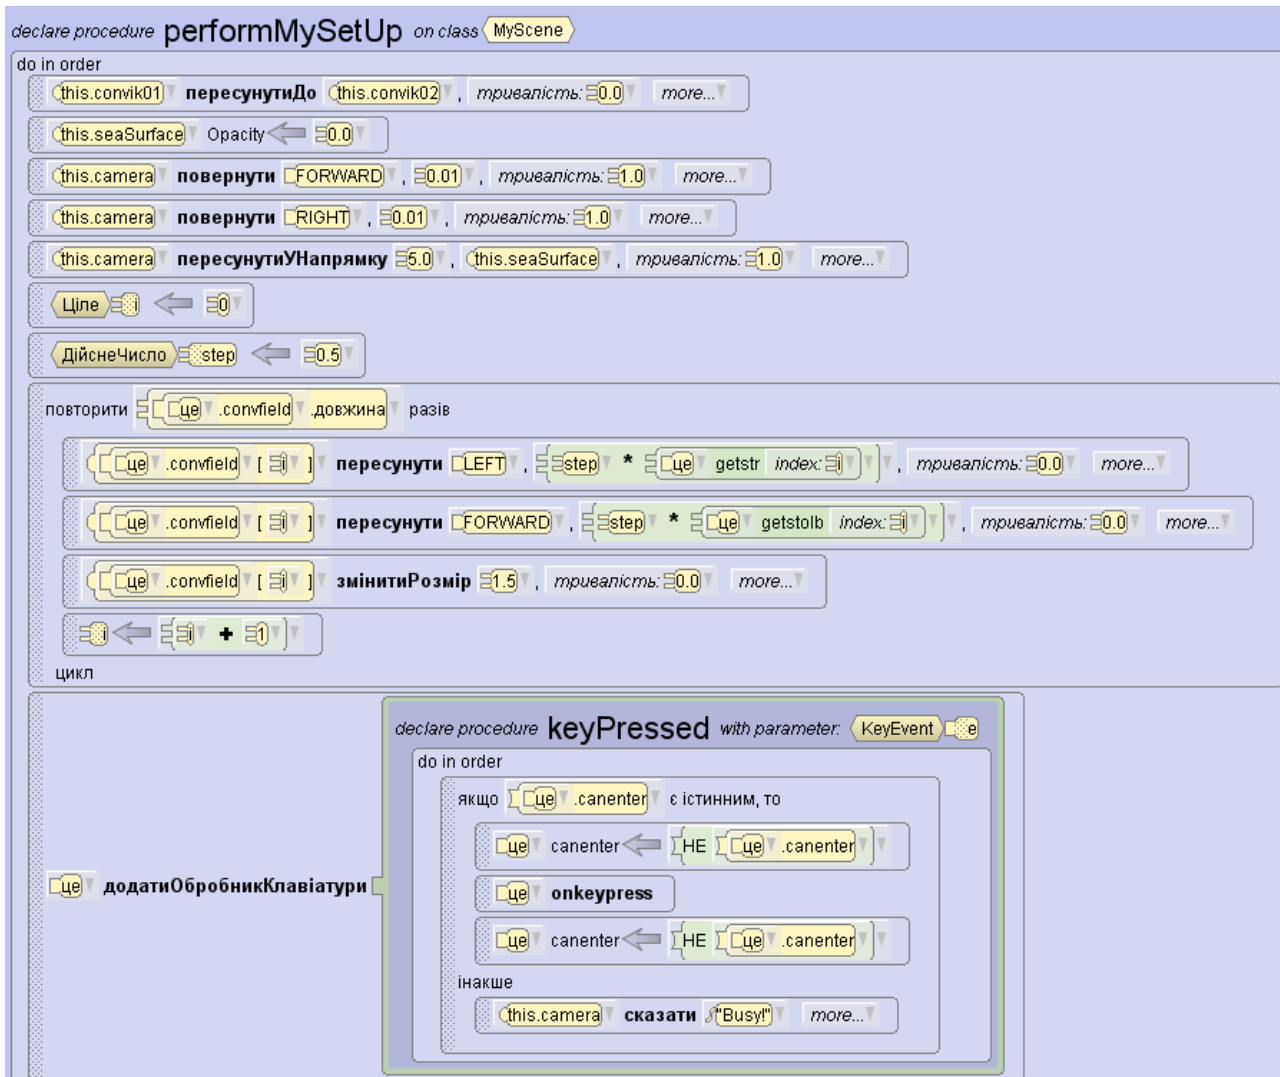 declare procedure performMySetUp on class MyScene
do in order
this.convik01 пересунутиДо this.convik02 , тривалість: 0.0 more...
this.seaSurface Opacity 0.0
this.camera повернути FORWARD , 0.01 , тривалість: 1.0 more...
this.camera повернути RIGHT , 0.01 , тривалість: 1.0 more...
this.camera пересунутиУНапрямку 5.0 , this.seaSurface , тривалість: 1.0 more...
Ціле i 0
ДійснеЧисло step 0.5
повторити це .convfield .довжина разів
це .convfield [ i ] пересунути LEFT , step * це getstr index: i , тривалість: 0.0 more...
це .convfield [ i ] пересунути FORWARD , step * це getstolb index: i , тривалість: 0.0 more...
це .convfield [ i ] змінитиРозмір 1.5 , тривалість: 0.0 more...
i i + 1
цикл
declare procedure keyPressed with parameter: KeyEvent e
do in order
якщо це .canenter є істинним, то
це canenter НЕ це .canenter
це додатиОбробникКлавіатури це onkeypress
це canenter НЕ це .canenter
інакше
this.camera сказати "Busy!" more...